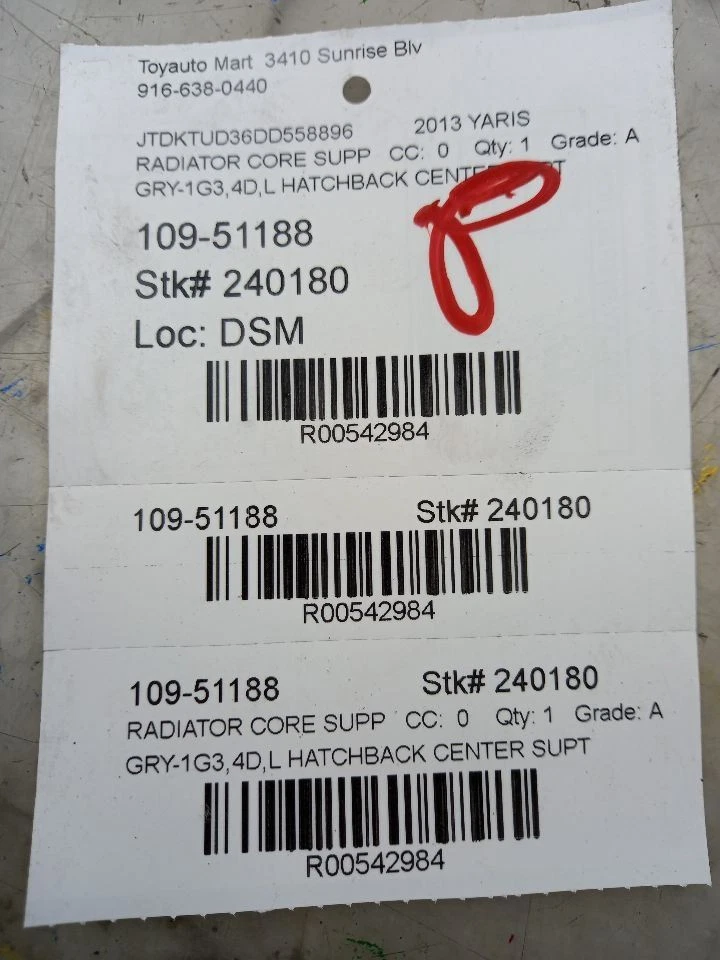 Toyauto Mart 3410 Sunrise Blv
916-638-0440
JTDKTUD36DD558896 2013 YARIS
RADIATOR CORE SUPP CC: 0 Qty: 1 Grade: A
GRY-1G3,4D,L HATCHBACK CENTER SUPT
109-51188
Stk# 240180
Loc: DSM
R00542984
109-51188 Stk# 240180
R00542984
109-51188 Stk# 240180
RADIATOR CORE SUPP CC: 0 Qty: 1 Grade: A
GRY-1G3,4D,L HATCHBACK CENTER SUPT
R00542984